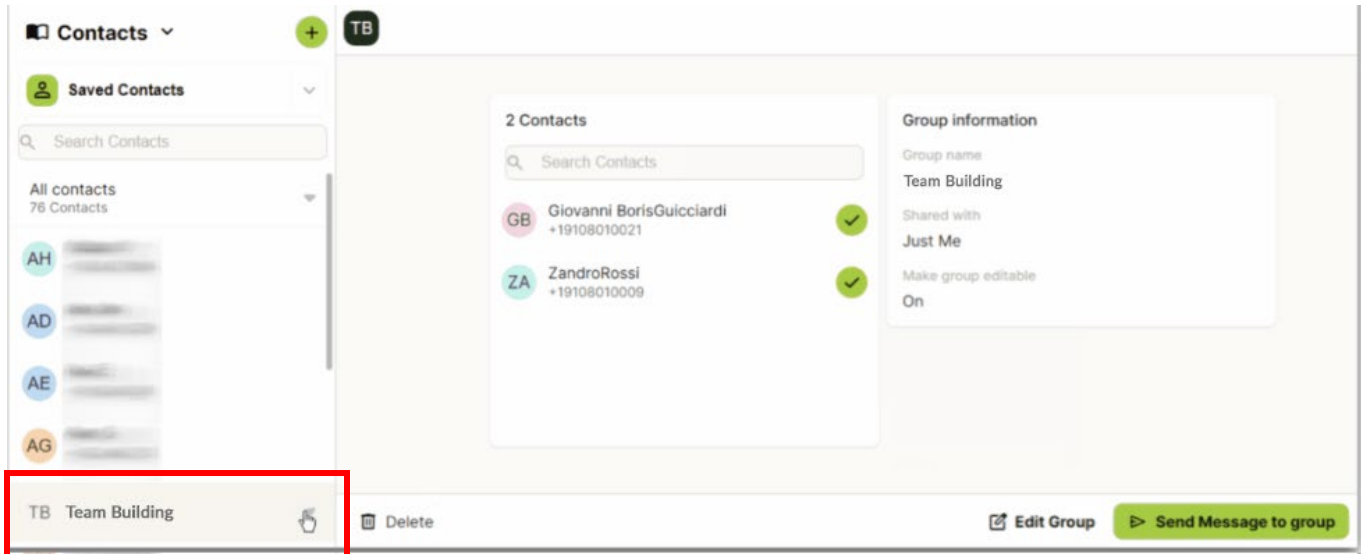 Contacts
+
Saved Contacts
Search Contacts
All contacts
76 Contacts
AH
AD
AE
AG
TB Team Building
TB
2 Contacts
Search Contacts
GB
Giovanni BorisGuicciardi
+19108010021
ZA
ZandroRossi
+19108010009
Group information
Group name
Team Building
Shared with
Just Me
Make group editable
On
Delete
Edit Group
Send Message to group